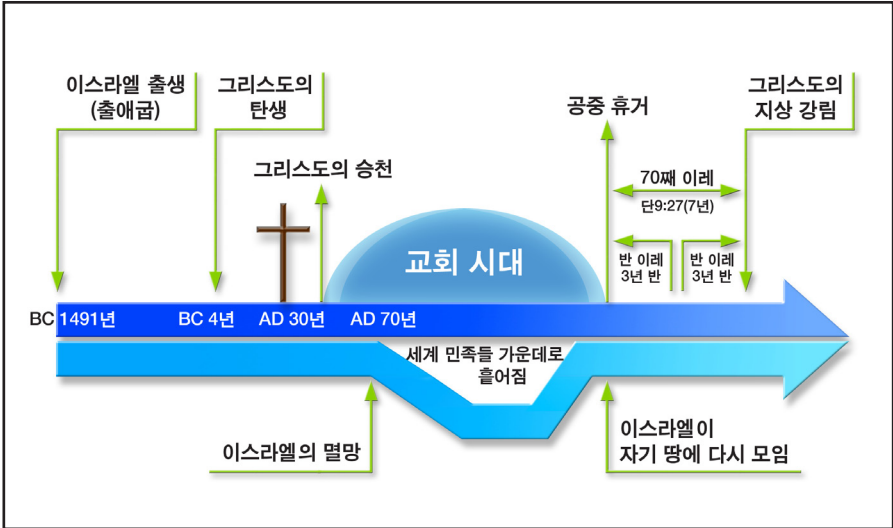 이스라엘 출생
(출애굽)
그리스도의
탄생
그리스도의 승천
공중 휴거
그리스도의
지상 강림
70째 이레
단9:27(7년)
반 이레
3년 반
반 이레
3년 반
교회 시대
BC 1491년
BC 4년
AD 30년
AD 70년
세계 민족들 가운데로
흩어짐
이스라엘의 멸망
이스라엘이
자기 땅에 다시 모임